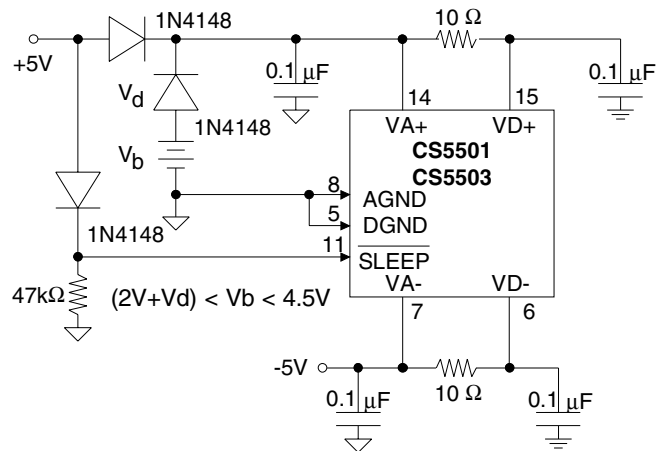 1N4148
10 Ω
+5V
0.1 µF
0.1 µF
Vd
14
15
1N4148
VA+
VD+
Vb
CS5501
CS5503
8
AGND
5
DGND
1N4148
11
SLEEP
47kΩ
(2V+Vd) < Vb < 4.5V
VA-
VD-
7
6
-5V
10 Ω
0.1 µF
0.1 µF